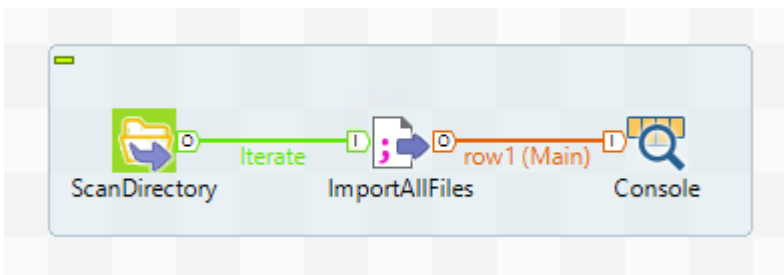 O Iterate I ; O row1 (Main) I
ScanDirectory ImportAllFiles Console